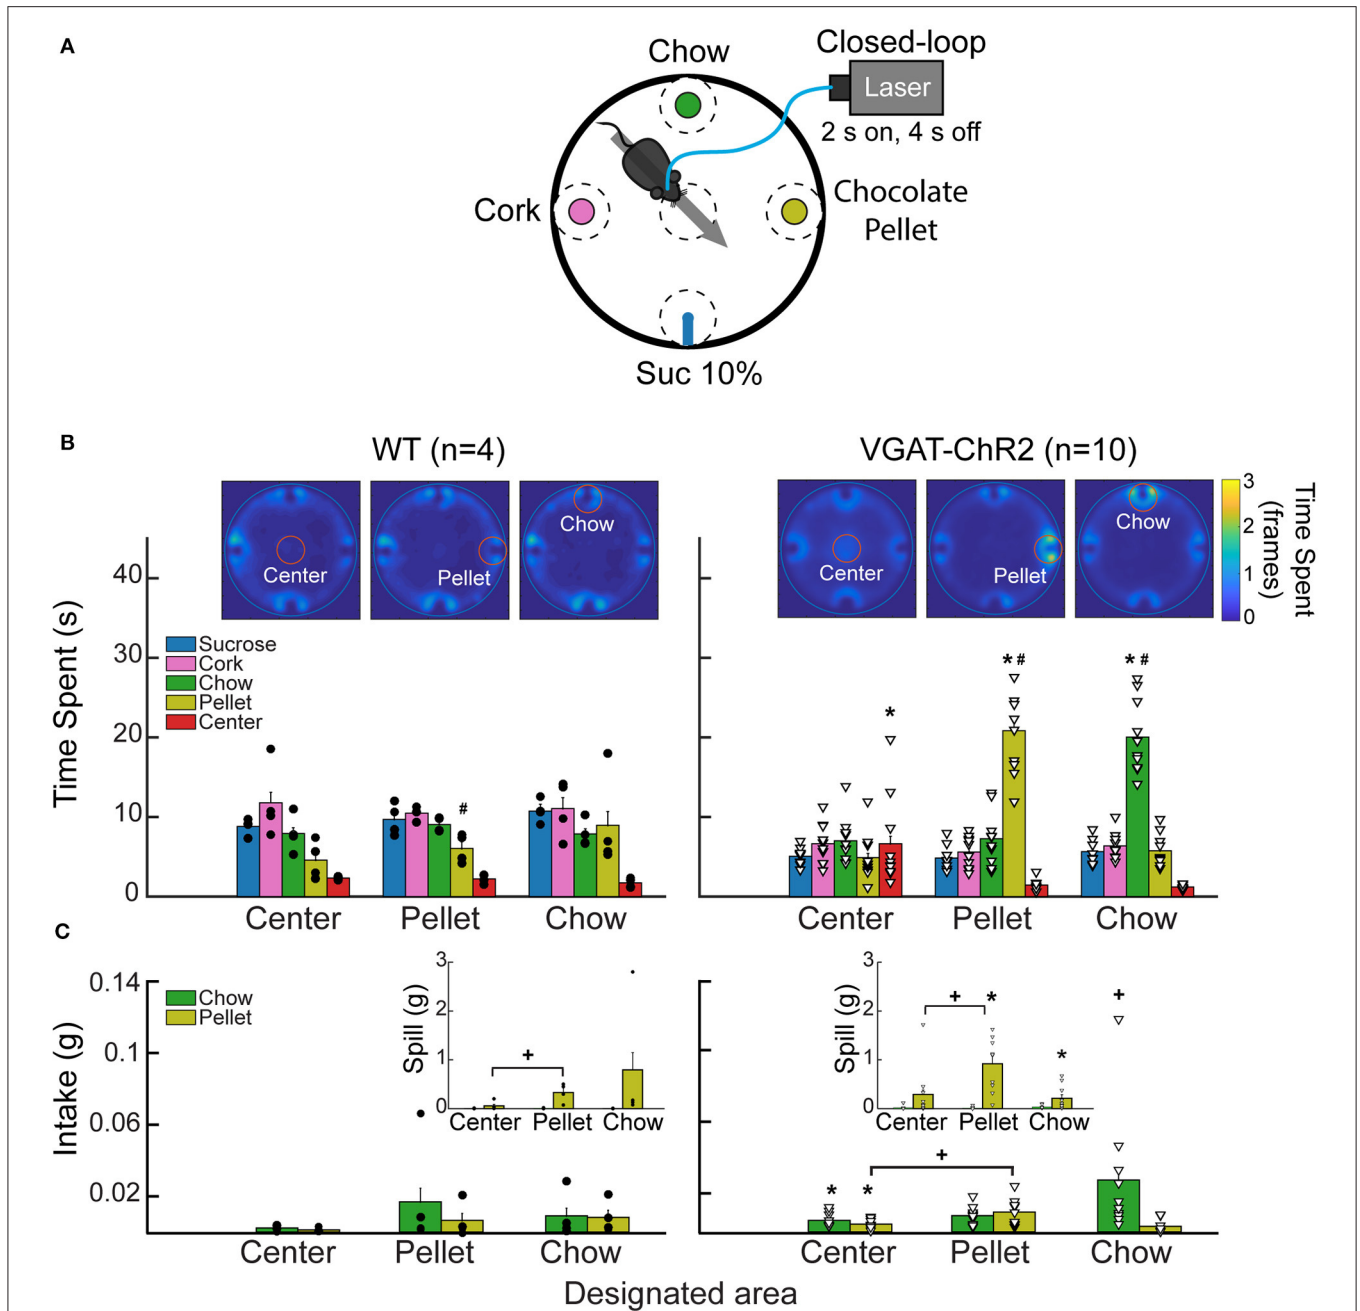 A
Chow
Closed-loop
Laser
2 s on, 4 s off
Cork
Chocolate
Pellet
Suc 10%
B
WT (n=4)
VGAT-ChR2 (n=10)
Center
Pellet
Chow
Center
Pellet
Chow
3
2
1
0
Time Spent
(frames)
Time Spent (s)
40
30
20
10
0
Sucrose
Cork
Chow
Pellet
Center
#
*
* #
* #
Center
Pellet
Chow
Center
Pellet
Chow
C
Intake (g)
0.14
0.1
0.06
0.02
Chow
Pellet
Spill (g)
3
2
1
0
+
Center
Pellet
Chow
Spill (g)
3
2
1
0
+
*
*
Center
Pellet
Chow
+
+
*
*
Center
Pellet
Chow
Center
Pellet
Chow
Designated area